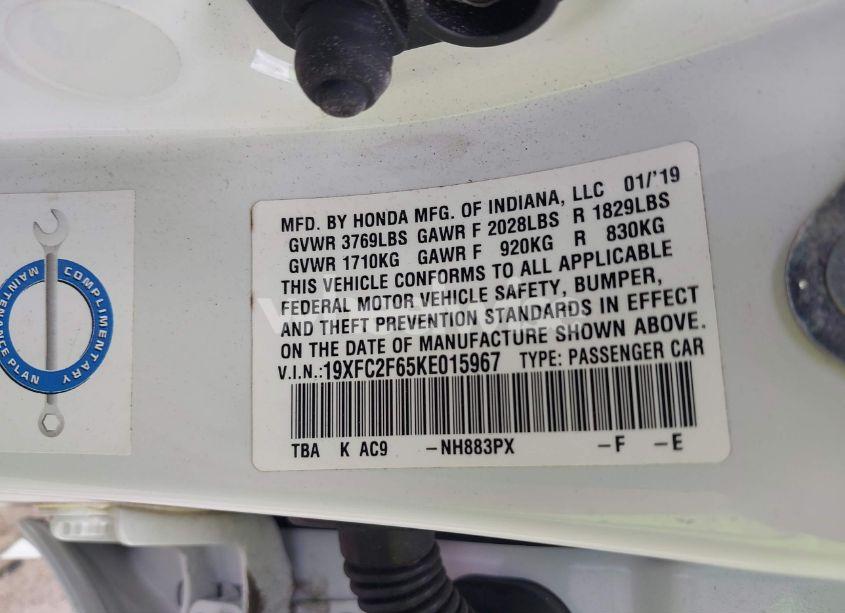 MFD. BY HONDA MFG. OF INDIANA, LLC 01/'19
GVWR 3769LBS GAWR F 2028LBS R 1829LBS
GVWR 1710KG GAWR F 920KG R 830KG
THIS VEHICLE CONFORMS TO ALL APPLICABLE
FEDERAL MOTOR VEHICLE SAFETY, BUMPER,
AND THEFT PREVENTION STANDARDS IN EFFECT
ON THE DATE OF MANUFACTURE SHOWN ABOVE.
V.I.N.:19XFC2F65KE015967 TYPE: PASSENGER CAR
TBA K AC9 -NH883PX -F -E
COMPLIMENTARY
MAINTENANCE PLAN